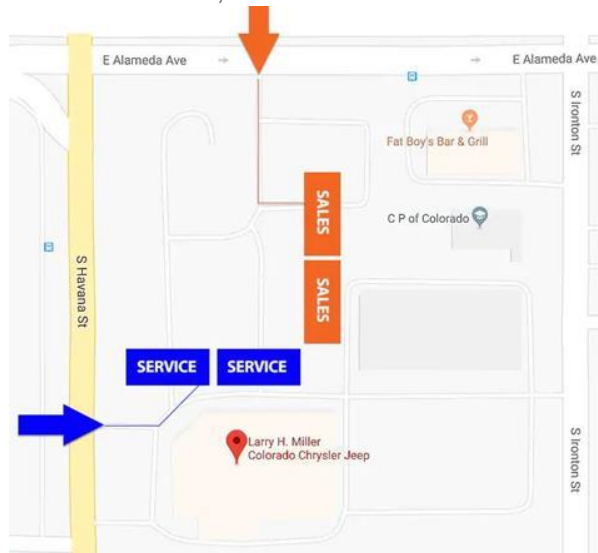 E Alameda Ave
E Alameda Ave
S Ironton St
Fat Boy's Bar & Grill
SALES
C P of Colorado
S Havana St
SALES
SERVICE
SERVICE
Larry H. Miller
Colorado Chrysler Jeep
S Ironton St